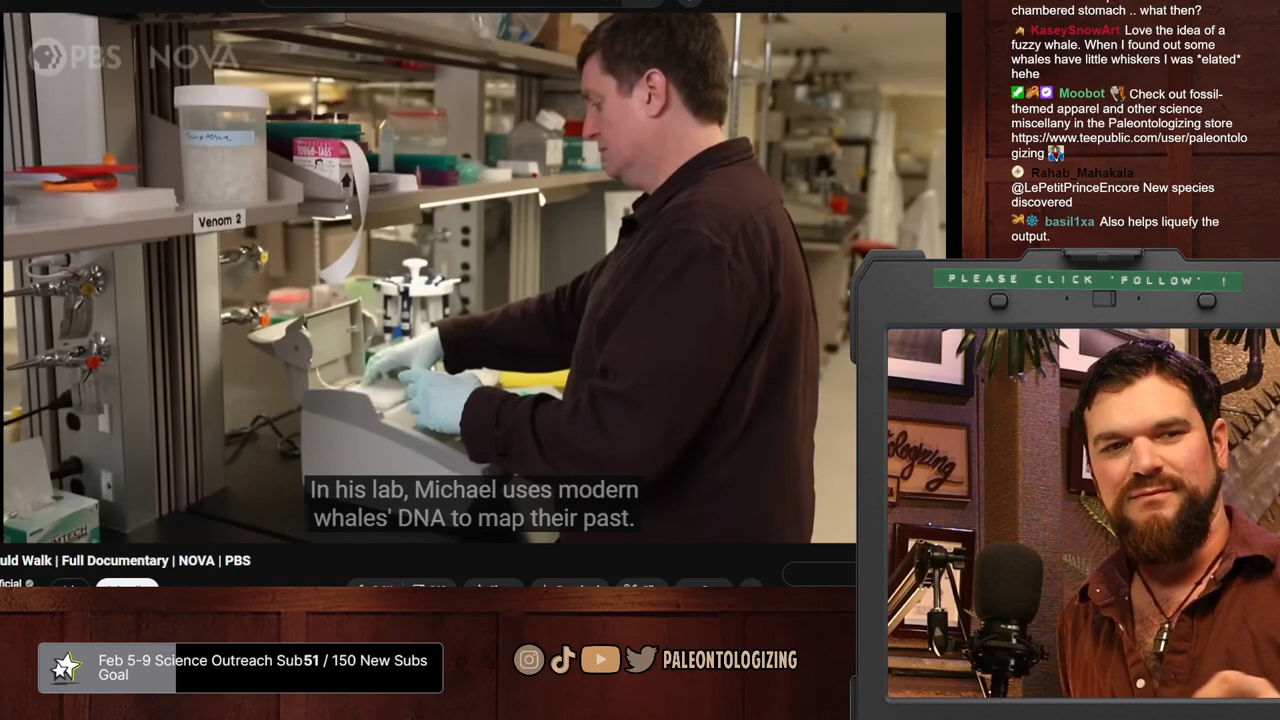 PBS NOVA
TOUGH-TAGS
Venom 2
In his lab, Michael uses modern
whales' DNA to map their past.
uld Walk | Full Documentary | NOVA | PBS
ficial
chambered stomach .. what then?
KaseySnowArt Love the idea of a
fuzzy whale. When I found out some
whales have little whiskers I was *elated*
hehe
Moobot Check out fossil-
themed apparel and other science
miscellany in the Paleontologizing store
https://www.teepublic.com/user/paleontolo
gizing
Rahab_Mahakala
@LePetitPrinceEncore New species
discovered
basil1xa Also helps liquefy the
output.
PLEASE CLICK 'FOLLOW' !
ologizing
Feb 5-9 Science Outreach Sub 51 / 150 New Subs
Goal
PALEONTOLOGIZING